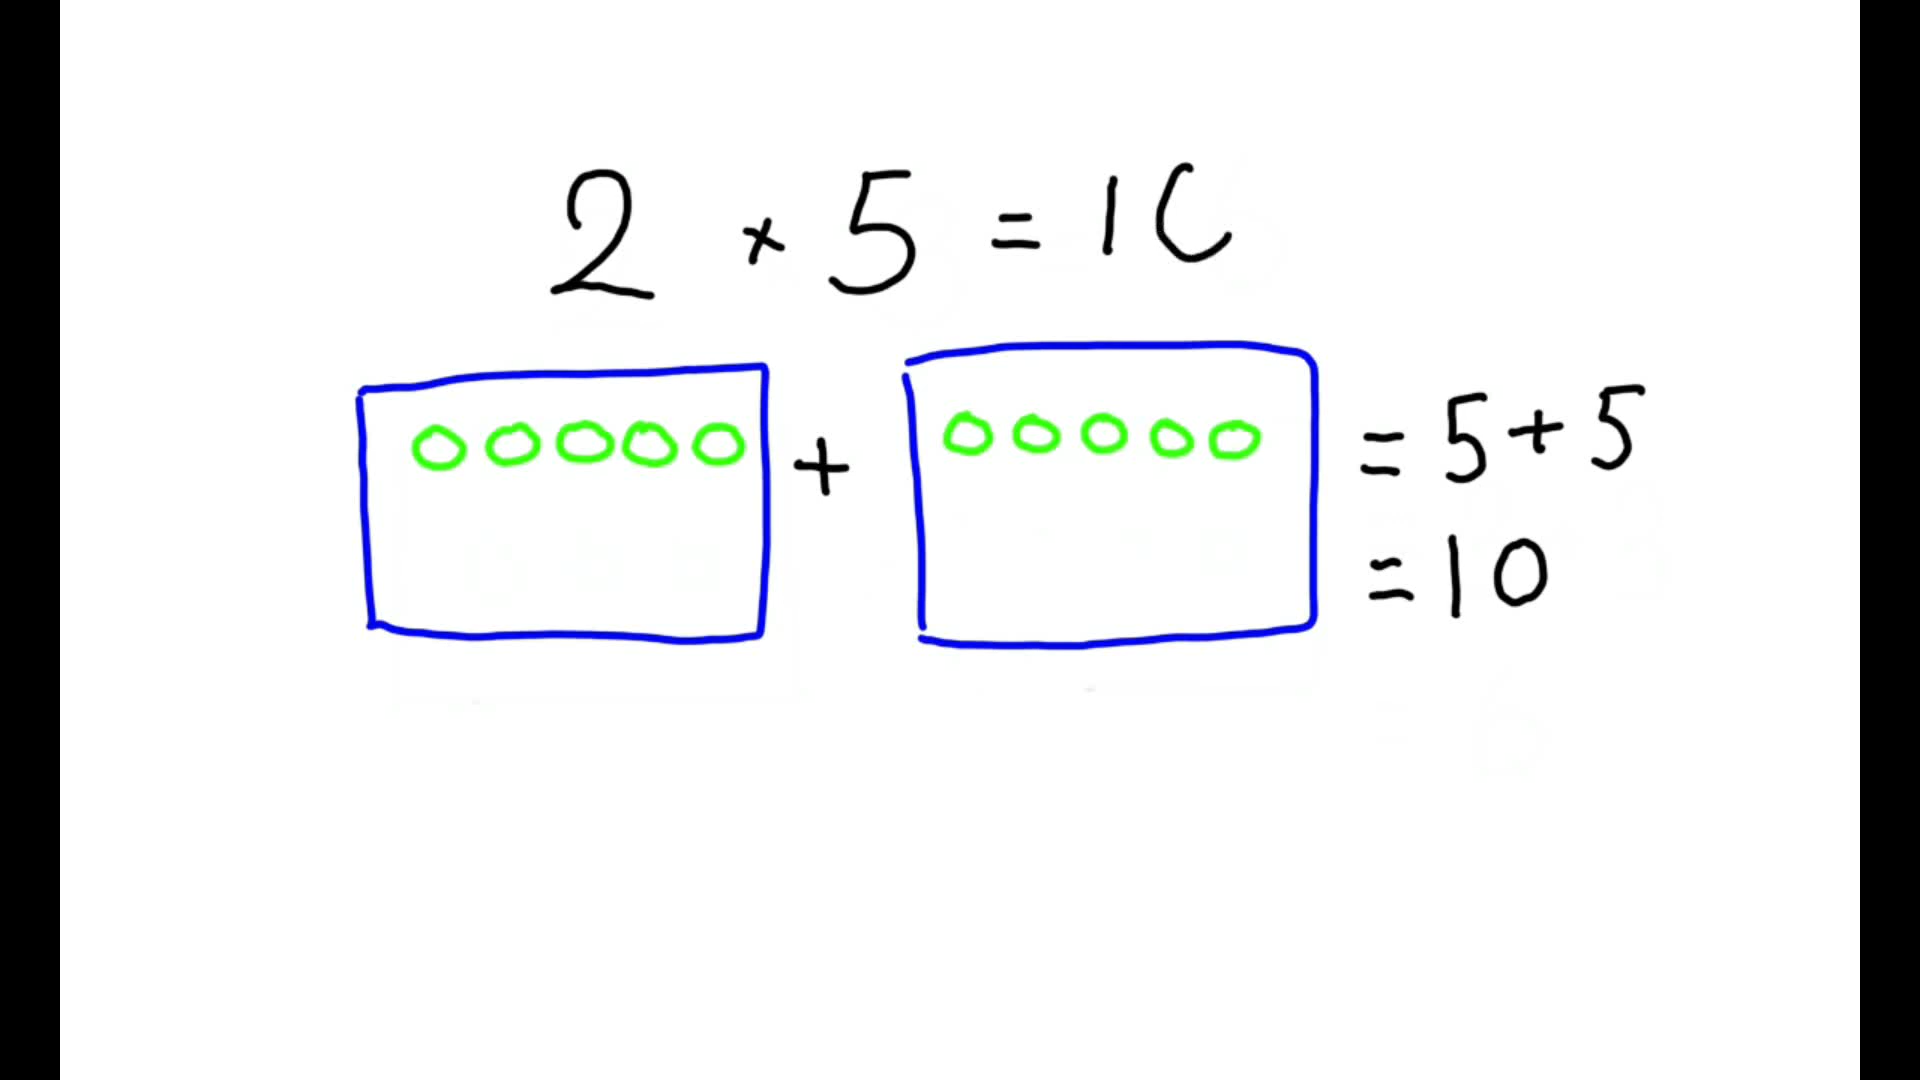 2 × 5 = 10
+ = 5 + 5
= 10